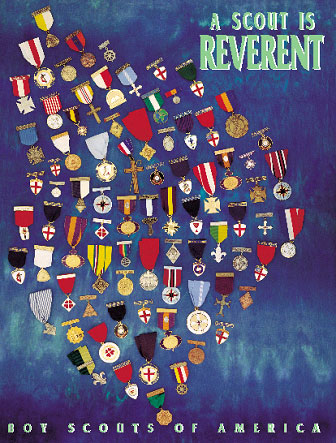 A SCOUT IS
REVERENT
BOY SCOUTS OF AMERICA